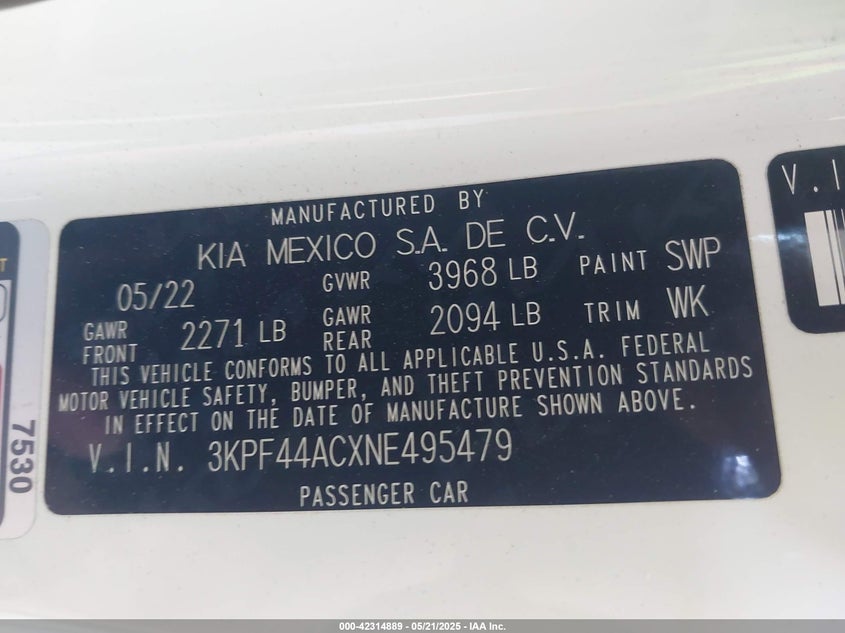 MANUFACTURED BY
KIA MEXICO S.A. DE C.V.
05/22 GVWR 3968 LB PAINT SWP
GAWR FRONT 2271 LB GAWR REAR 2094 LB TRIM WK
THIS VEHICLE CONFORMS TO ALL APPLICABLE U.S.A. FEDERAL
MOTOR VEHICLE SAFETY, BUMPER, AND THEFT PREVENTION STANDARDS
IN EFFECT ON THE DATE OF MANUFACTURE SHOWN ABOVE.
V.I.N. 3KPF44ACXNE495479
PASSENGER CAR
7530
V.I
000-42314889 - 05/21/2025 - IAA Inc.